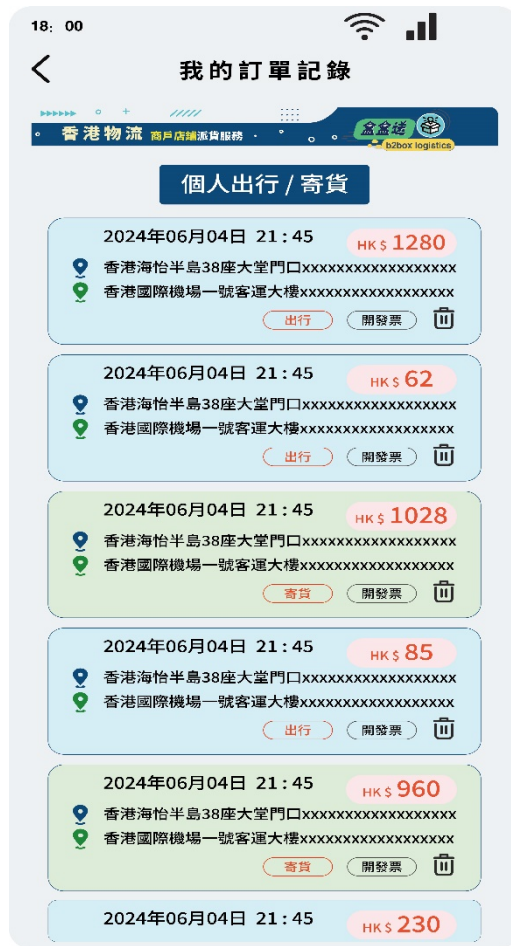 18：00
我的訂單記錄
香港物流 商戶店舖派貨服務 · 盒盒送
b2box logistics
個人出行 / 寄貨
2024年06月04日 21:45 HK $ 1280
香港海怡半島38座大堂門口xxxxxxxxxxxxxxxxxx
香港國際機場一號客運大樓xxxxxxxxxxxxxxxxxx
出行 開發票
2024年06月04日 21:45 HK $ 62
香港海怡半島38座大堂門口xxxxxxxxxxxxxxxxxx
香港國際機場一號客運大樓xxxxxxxxxxxxxxxxxx
出行 開發票
2024年06月04日 21:45 HK $ 1028
香港海怡半島38座大堂門口xxxxxxxxxxxxxxxxxx
香港國際機場一號客運大樓xxxxxxxxxxxxxxxxxx
寄貨 開發票
2024年06月04日 21:45 HK $ 85
香港海怡半島38座大堂門口xxxxxxxxxxxxxxxxxx
香港國際機場一號客運大樓xxxxxxxxxxxxxxxxxx
出行 開發票
2024年06月04日 21:45 HK $ 960
香港海怡半島38座大堂門口xxxxxxxxxxxxxxxxxx
香港國際機場一號客運大樓xxxxxxxxxxxxxxxxxx
寄貨 開發票
2024年06月04日 21:45 HK $ 230